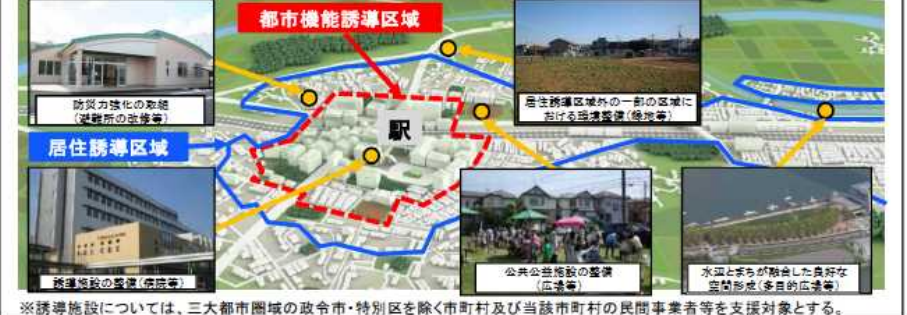 都市機能誘導区域
防災力強化の取組
(避難所の改修等)
居住誘導区域外の一部の区域に
おける環境整備(緑地等)
駅
居住誘導区域
誘導施設の整備(病院等)
公共公益施設の整備
(広場等)
水辺とまちが融合した良好な
空間形成(多目的広場等)
※誘導施設については、三大都市圏域の政令市・特別区を除く市町村及び当該市町村の民間事業者等を支援対象とする。